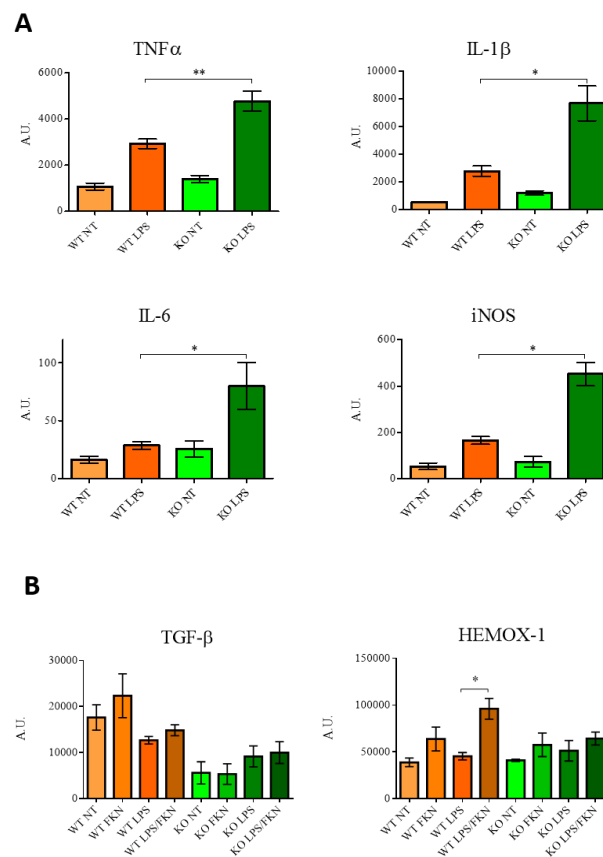 A
TNFα
A.U.
6000
4000
2000
0
**
WT NT
WT LPS
KO NT
KO LPS
IL-1β
A.U.
10000
8000
6000
4000
2000
0
*
WT NT
WT LPS
KO NT
KO LPS
IL-6
A.U.
100
50
0
*
WT NT
WT LPS
KO NT
KO LPS
iNOS
A.U.
600
400
200
0
*
WT NT
WT LPS
KO NT
KO LPS
B
TGF-β
A.U.
30000
20000
10000
0
WT NT
WT FKN
WT LPS
WT LPS/FKN
KO NT
KO FKN
KO LPS
KO LPS/FKN
HEMOX-1
A.U.
150000
100000
50000
0
*
WT NT
WT FKN
WT LPS
WT LPS/FKN
KO NT
KO FKN
KO LPS
KO LPS/FKN